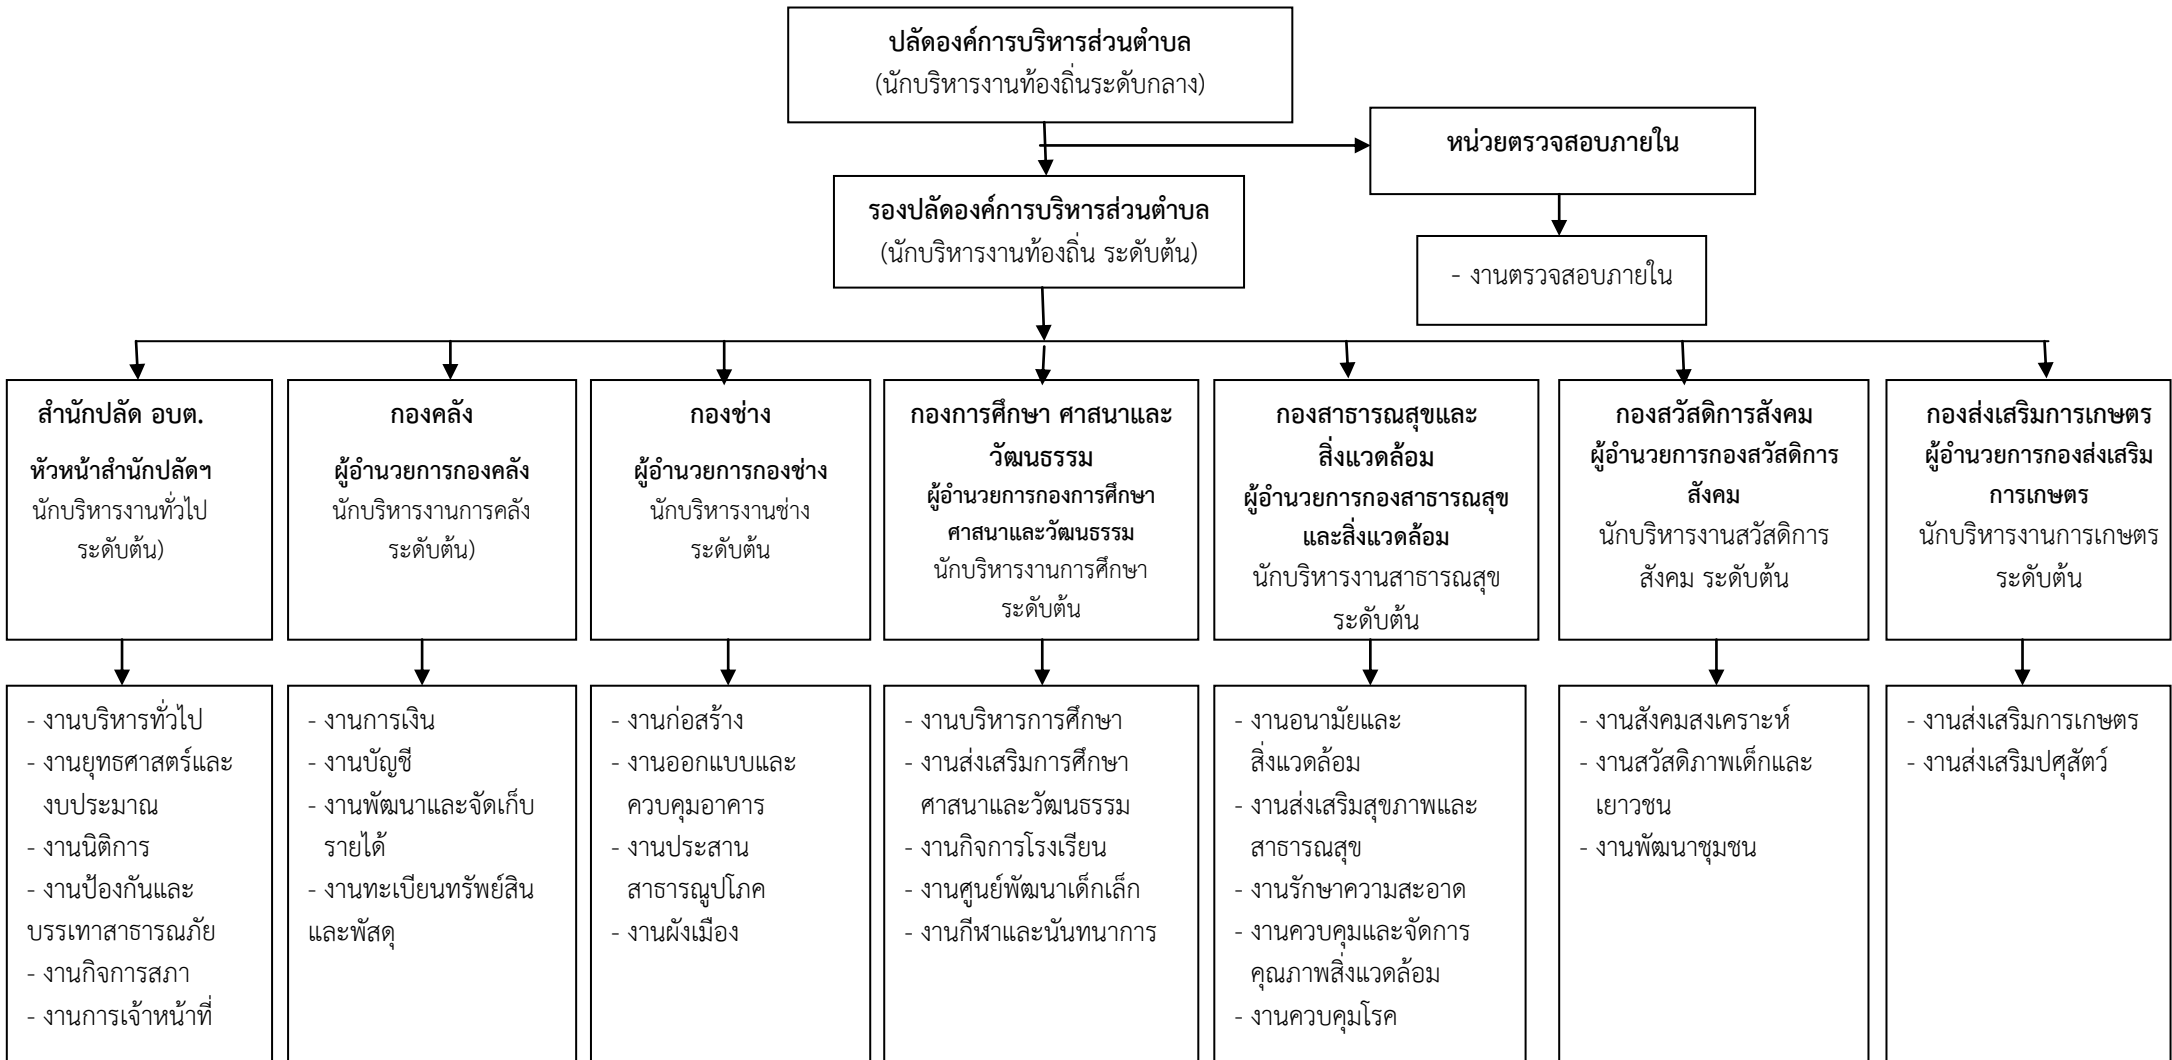 ปลัดองค์การบริหารส่วนตำบล
(นักบริหารงานท้องถิ่นระดับกลาง)
หน่วยตรวจสอบภายใน
รองปลัดองค์การบริหารส่วนตำบล
(นักบริหารงานท้องถิ่น ระดับต้น)
- งานตรวจสอบภายใน
สำนักปลัด อบต.
หัวหน้าสำนักปลัดฯ
นักบริหารงานทั่วไป
ระดับต้น)
กองคลัง
ผู้อำนวยการกองคลัง
นักบริหารงานการคลัง
ระดับต้น)
กองช่าง
ผู้อำนวยการกองช่าง
นักบริหารงานช่าง
ระดับต้น
กองการศึกษา ศาสนาและ
วัฒนธรรม
ผู้อำนวยการกองการศึกษา
ศาสนาและวัฒนธรรม
นักบริหารงานการศึกษา
ระดับต้น
กองสาธารณสุขและ
สิ่งแวดล้อม
ผู้อำนวยการกองสาธารณสุข
และสิ่งแวดล้อม
นักบริหารงานสาธารณสุข
ระดับต้น
กองสวัสดิการสังคม
ผู้อำนวยการกองสวัสดิการ
สังคม
นักบริหารงานสวัสดิการ
สังคม ระดับต้น
กองส่งเสริมการเกษตร
ผู้อำนวยการกองส่งเสริม
การเกษตร
นักบริหารงานการเกษตร
ระดับต้น
- งานบริหารทั่วไป
- งานยุทธศาสตร์และ
งบประมาณ
- งานนิติการ
- งานป้องกันและ
บรรเทาสาธารณภัย
- งานกิจการสภา
- งานการเจ้าหน้าที่
- งานการเงิน
- งานบัญชี
- งานพัฒนาและจัดเก็บ
รายได้
- งานทะเบียนทรัพย์สิน
และพัสดุ
- งานก่อสร้าง
- งานออกแบบและ
ควบคุมอาคาร
- งานประสาน
สาธารณูปโภค
- งานผังเมือง
- งานบริหารการศึกษา
- งานส่งเสริมการศึกษา
ศาสนาและวัฒนธรรม
- งานกิจการโรงเรียน
- งานศูนย์พัฒนาเด็กเล็ก
- งานกีฬาและนันทนาการ
- งานอนามัยและ
สิ่งแวดล้อม
- งานส่งเสริมสุขภาพและ
สาธารณสุข
- งานรักษาความสะอาด
- งานควบคุมและจัดการ
คุณภาพสิ่งแวดล้อม
- งานควบคุมโรค
- งานสังคมสงเคราะห์
- งานสวัสดิภาพเด็กและ
เยาวชน
- งานพัฒนาชุมชน
- งานส่งเสริมการเกษตร
- งานส่งเสริมปศุสัตว์